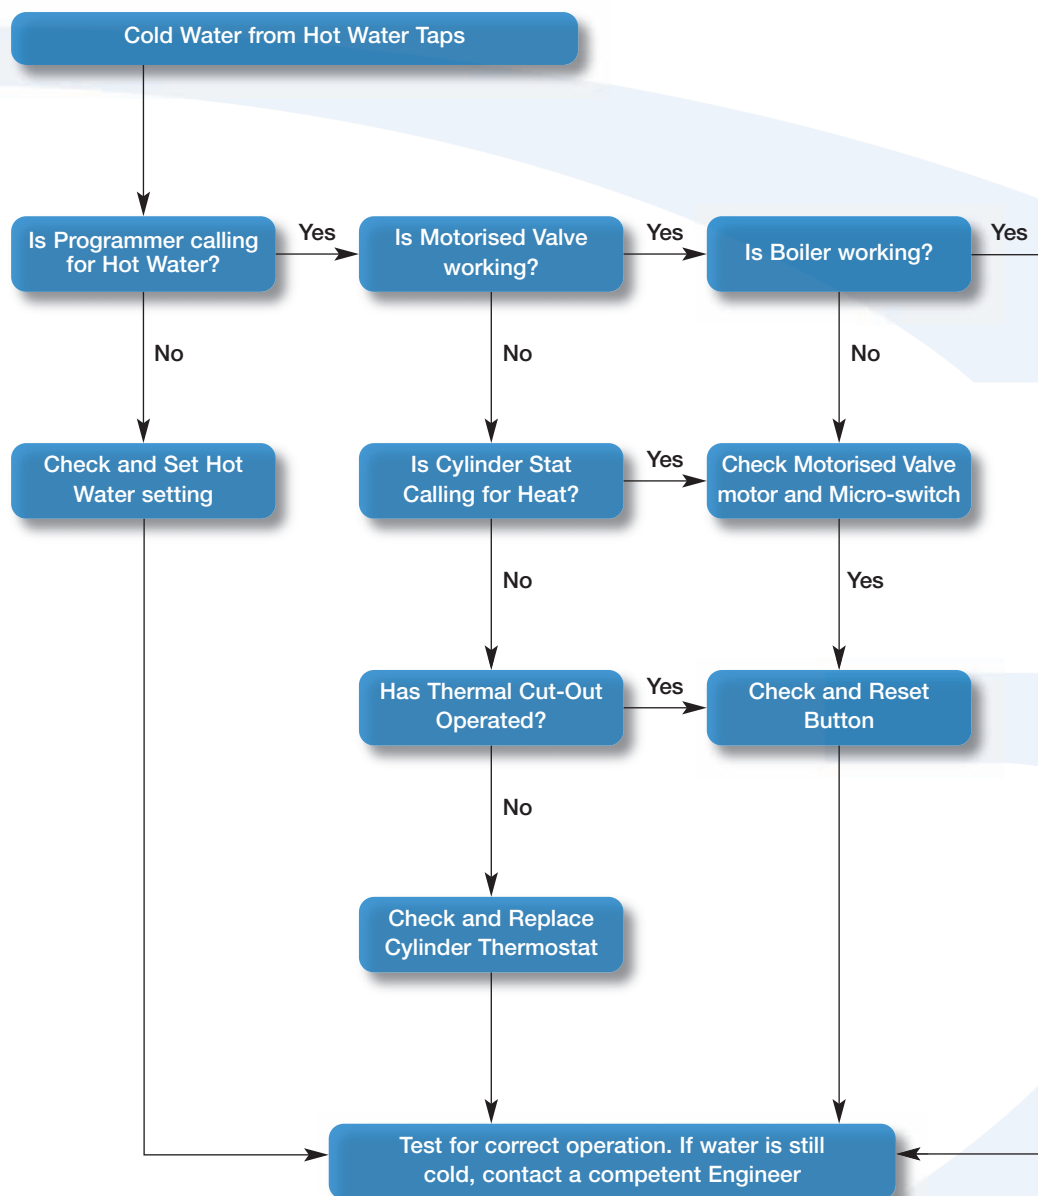 Cold Water from Hot Water Taps
Is Programmer calling
for Hot Water?
Yes
Is Motorised Valve
working?
Yes
Is Boiler working?
Yes
No
No
No
Check and Set Hot
Water setting
Is Cylinder Stat
Calling for Heat?
Yes
Check Motorised Valve
motor and Micro-switch
No
Yes
Has Thermal Cut-Out
Operated?
Yes
Check and Reset
Button
No
Check and Replace
Cylinder Thermostat
Test for correct operation. If water is still
cold, contact a competent Engineer